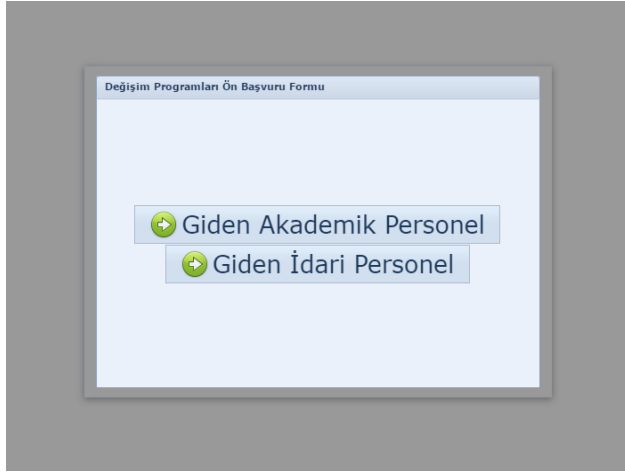 Değişim Programları Ön Başvuru Formu
Giden Akademik Personel
Giden İdari Personel